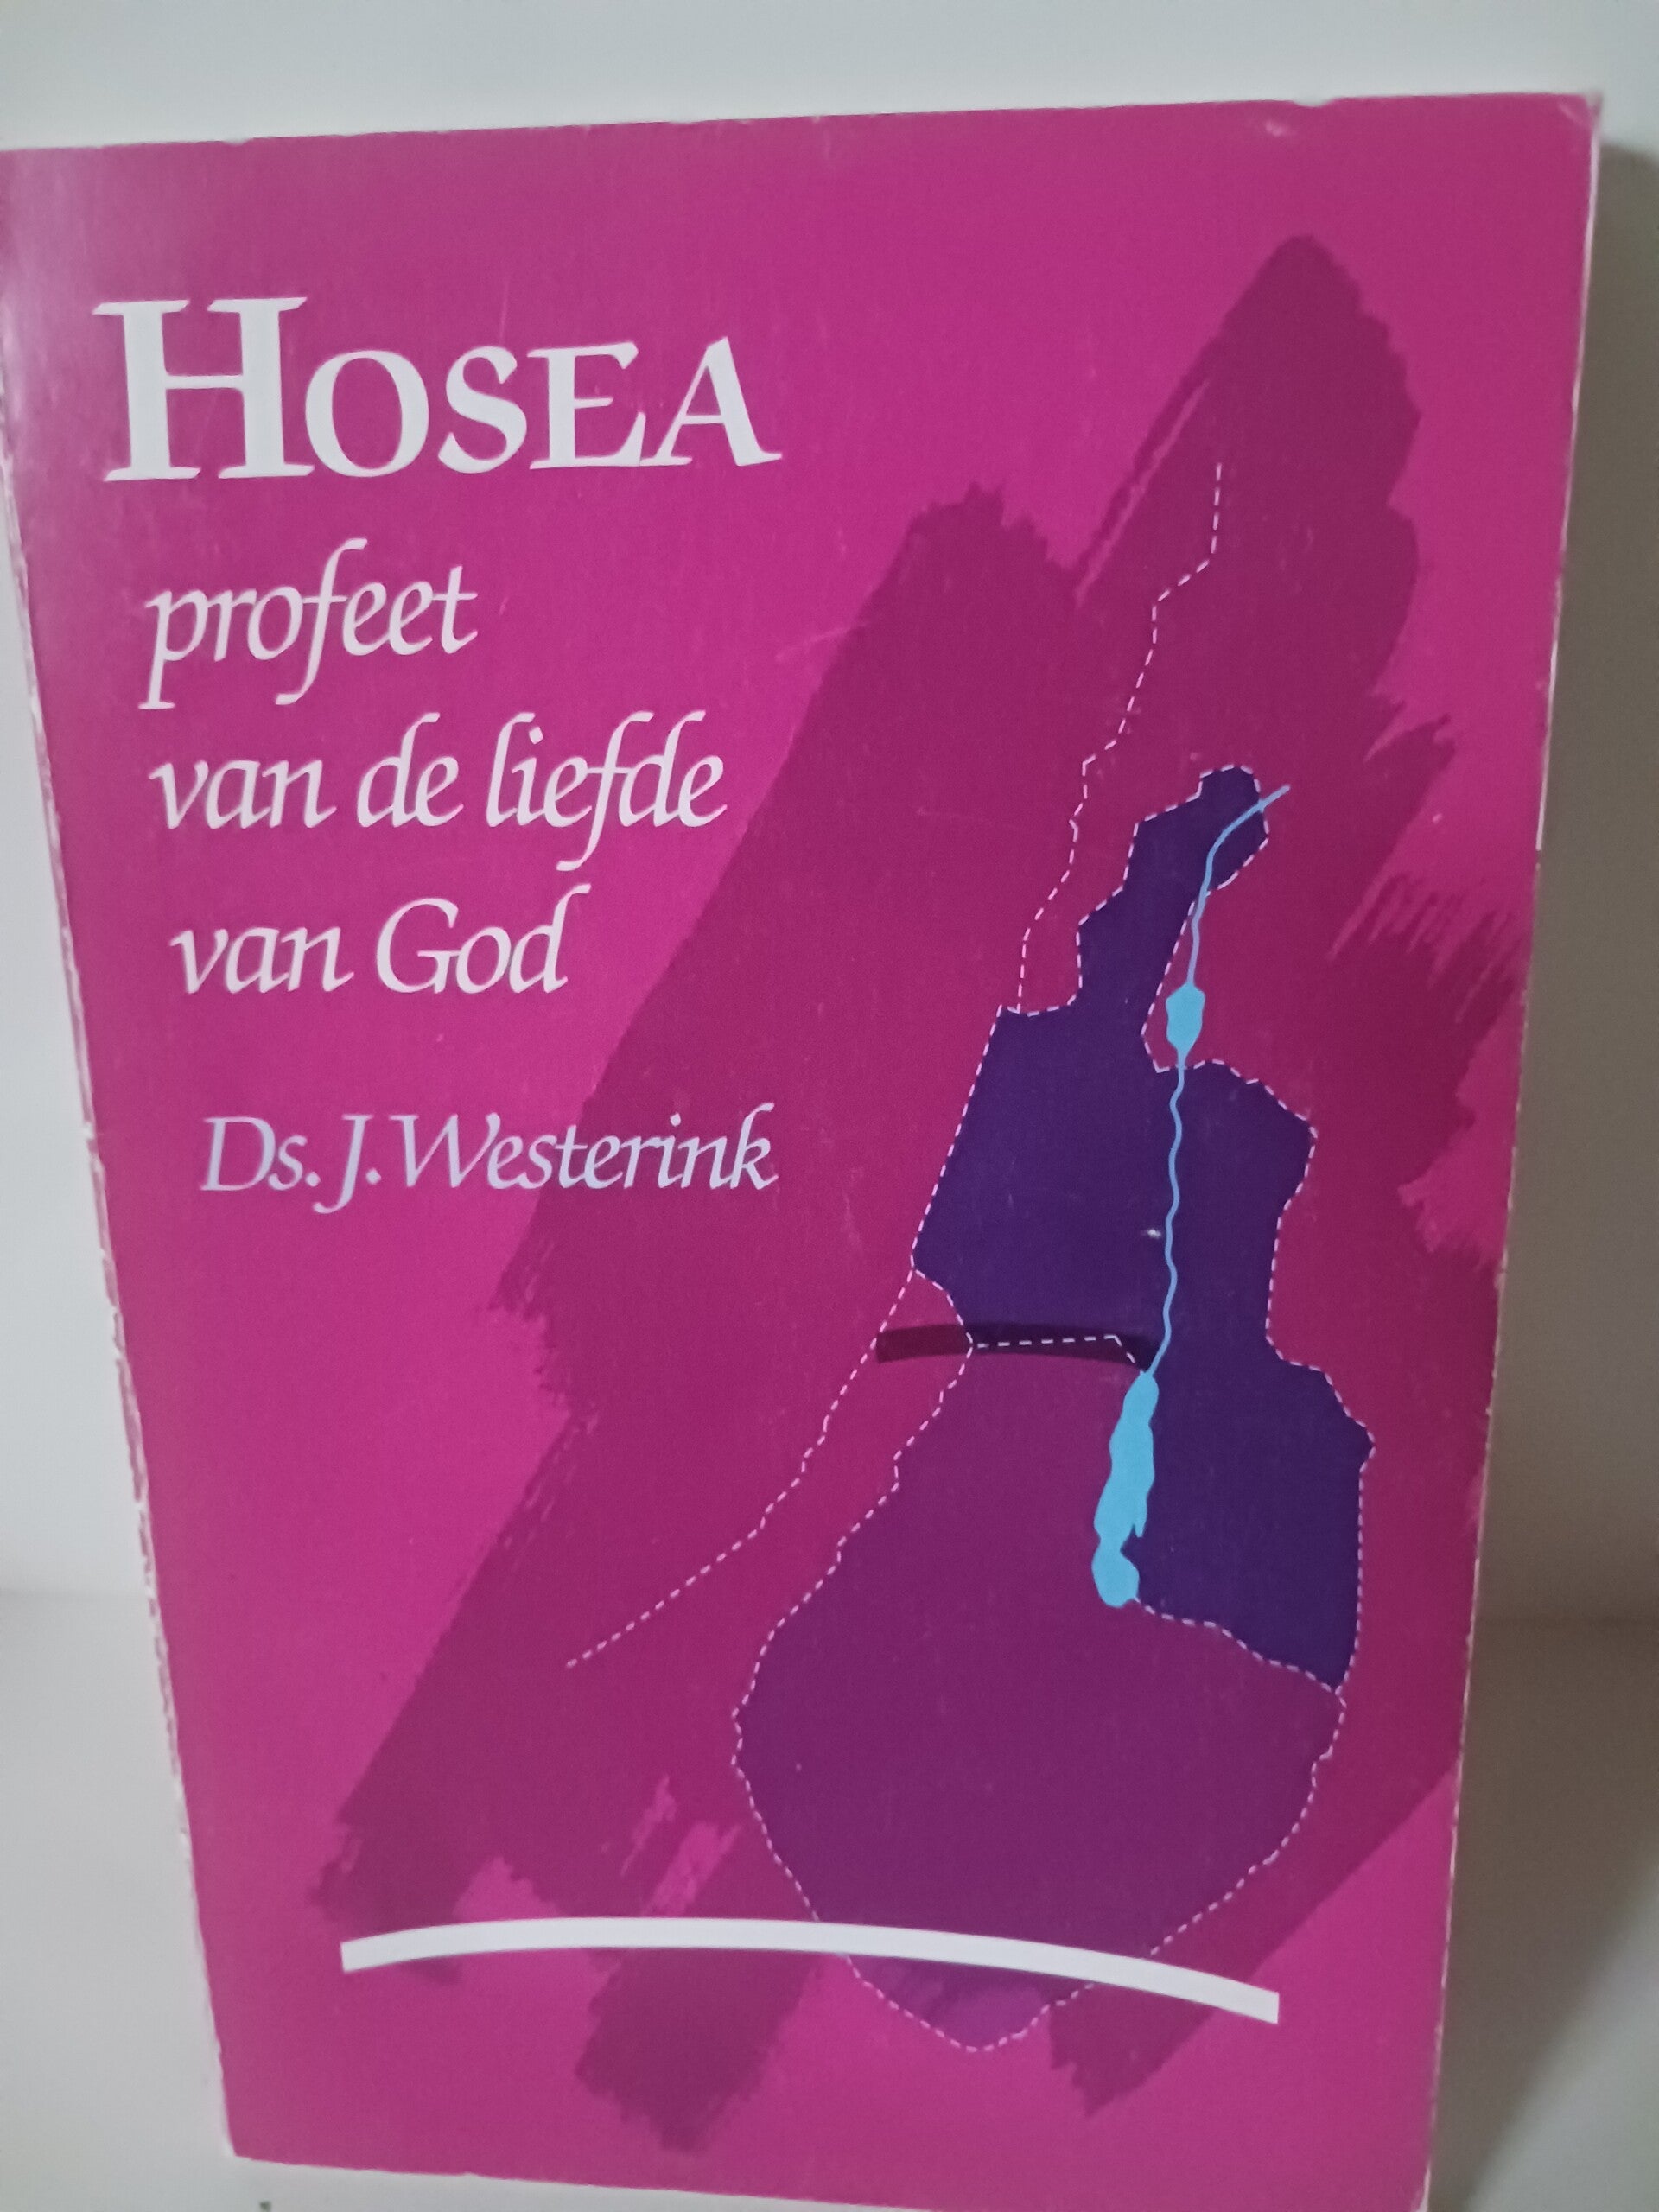 HOSEA
profeet
van de liefde
van God
Ds. J. Westerink